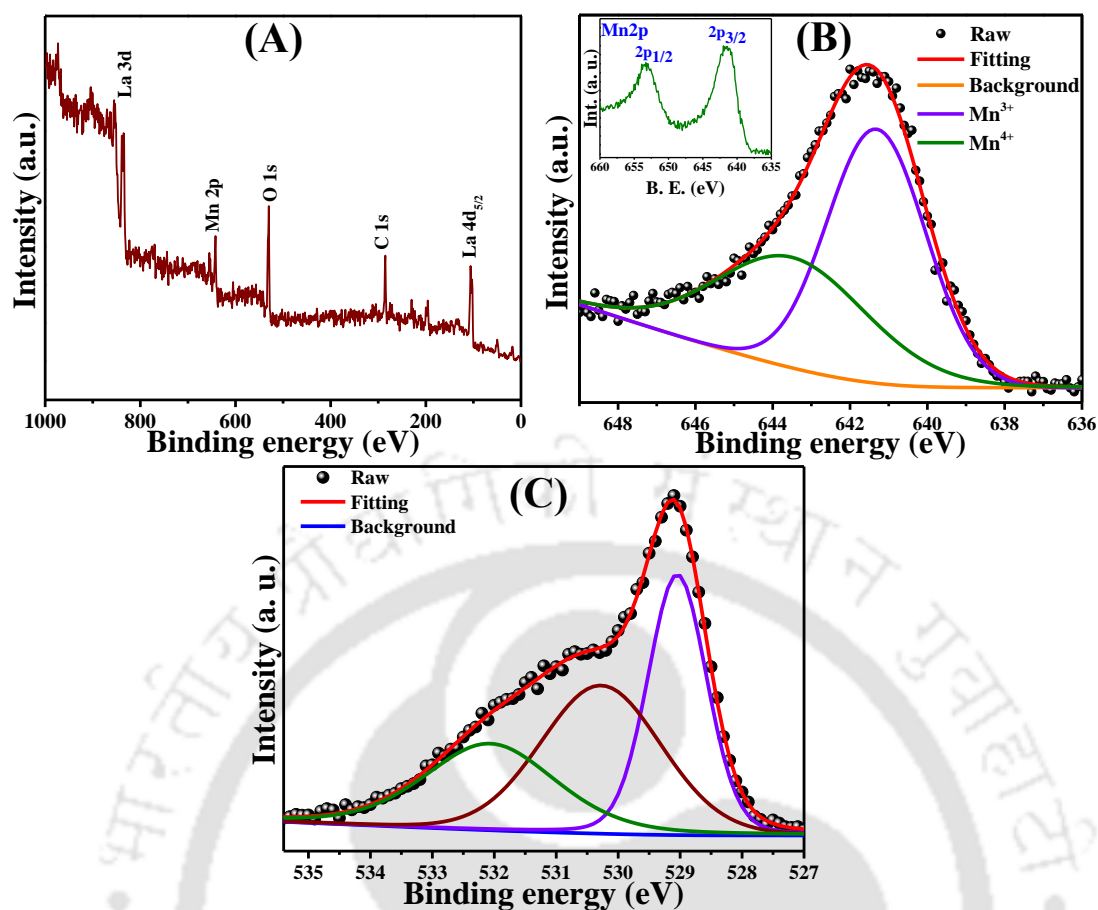 (A)
La 3d
Mn 2p
O 1s
C 1s
La 4d5/2
Intensity (a.u.)
1000 800 600 400 200 0
Binding energy (eV)
(B)
Raw
Fitting
Background
Mn3+
Mn4+
Mn2p
2p1/2
2p3/2
Int. (a. u.)
660 655 650 645 640 635
B. E. (eV)
Intensity (a.u.)
648 646 644 642 640 638 636
Binding energy (eV)
(C)
Raw
Fitting
Background
Intensity (a. u.)
535 534 533 532 531 530 529 528 527
Binding energy (eV)